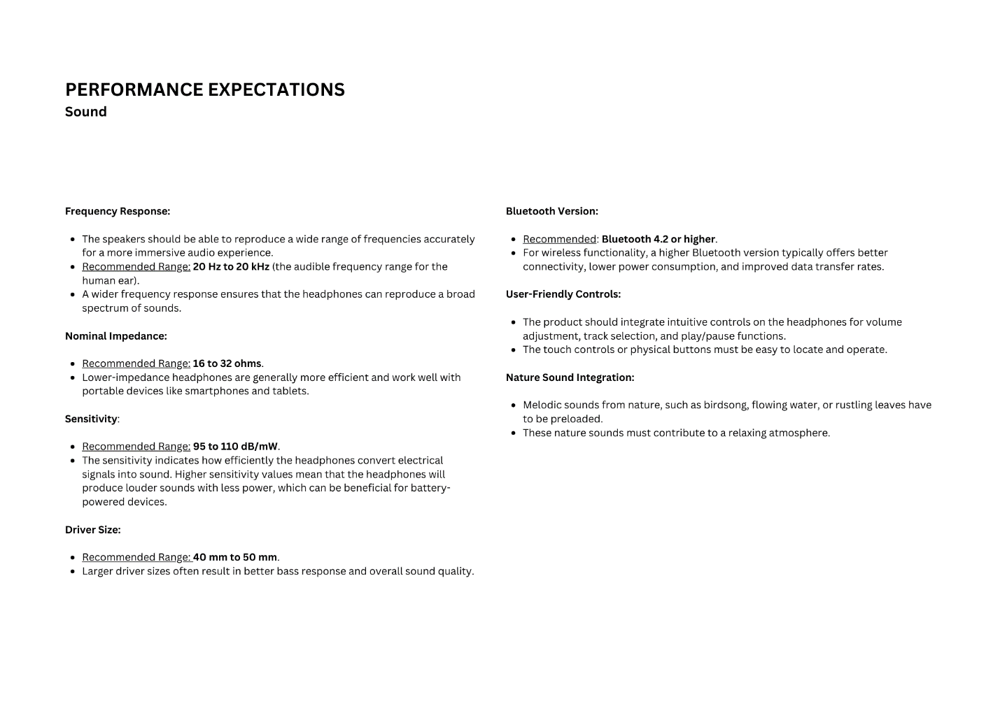 PERFORMANCE EXPECTATIONS
Sound
Frequency Response:
• The speakers should be able to reproduce a wide range of frequencies accurately
for a more immersive audio experience.
• Recommended Range: 20 Hz to 20 kHz (the audible frequency range for the
human ear).
• A wider frequency response ensures that the headphones can reproduce a broad
spectrum of sounds.
Nominal Impedance:
• Recommended Range: 16 to 32 ohms.
• Lower-impedance headphones are generally more efficient and work well with
portable devices like smartphones and tablets.
Sensitivity:
• Recommended Range: 95 to 110 dB/mW.
• The sensitivity indicates how efficiently the headphones convert electrical
signals into sound. Higher sensitivity values mean that the headphones will
produce louder sounds with less power, which can be beneficial for battery-
powered devices.
Driver Size:
• Recommended Range: 40 mm to 50 mm.
• Larger driver sizes often result in better bass response and overall sound quality.
Bluetooth Version:
• Recommended: Bluetooth 4.2 or higher.
• For wireless functionality, a higher Bluetooth version typically offers better
connectivity, lower power consumption, and improved data transfer rates.
User-Friendly Controls:
• The product should integrate intuitive controls on the headphones for volume
adjustment, track selection, and play/pause functions.
• The touch controls or physical buttons must be easy to locate and operate.
Nature Sound Integration:
• Melodic sounds from nature, such as birdsong, flowing water, or rustling leaves have
to be preloaded.
• These nature sounds must contribute to a relaxing atmosphere.